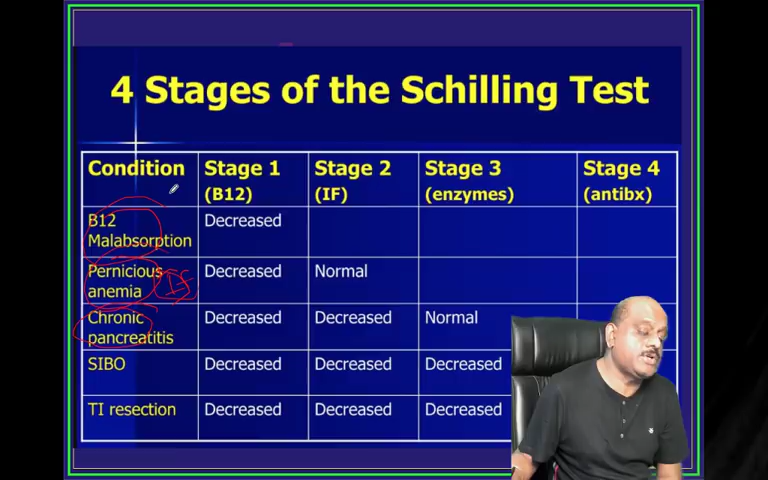 4 Stages of the Schilling Test
Condition Stage 1 Stage 2 Stage 3 Stage 4
(B12) (IF) (enzymes) (antibx)
B12
Malabsorption Decreased
Pernicious
anemia Decreased Normal
IF
Chronic
pancreatitis Decreased Decreased Normal
SIBO Decreased Decreased Decreased
TI resection Decreased Decreased Decreased